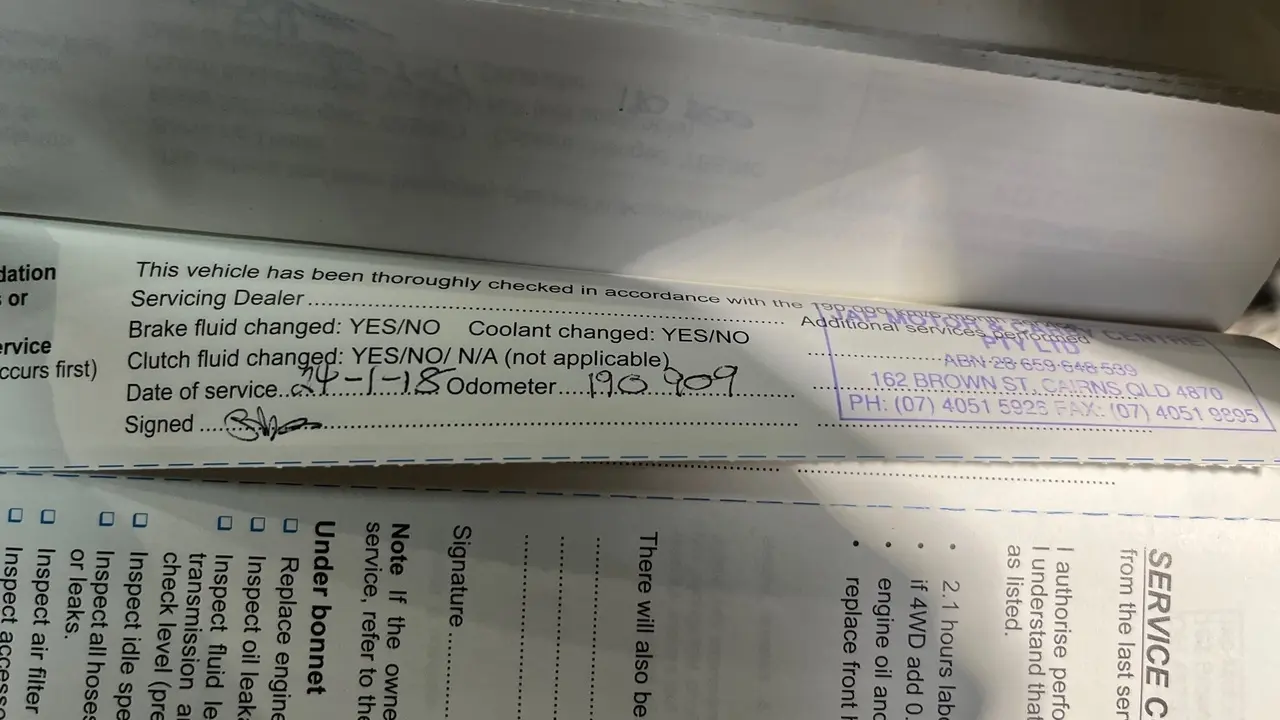 dation
or
ervice
ccurs first)
This vehicle has been thoroughly checked in accordance with the
Servicing Dealer
Brake fluid changed: YES/NO Coolant changed: YES/NO
Clutch fluid changed: YES/NO/ N/A (not applicable)
Date of service 24-1-18 Odometer 190.909
Signed
Additional services performed
PTY LTD
ABN 28 659 648 539
162 BROWN ST. CAIRNS QLD 4870
PH: (07) 4051 5925 FAX: (07) 4051 9895
SERVICE C
from the last ser
I authorise perfo
I understand that
as listed.
• 2.1 hours labo
• if 4WD add 0.
• engine oil and
• replace front
There will also be
Signature
Note If the owne
service, refer to the
Under bonnet
Replace engine
Inspect oil leak
Inspect fluid le
transmission a
check level (pre
Inspect idle spe
Inspect all hoses
or leaks.
Inspect air filter
Inspect access